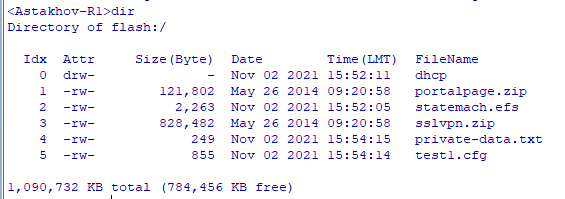 <Astakhov-R1>dir
Directory of flash:/
Idx Attr Size(Byte) Date Time(LMT) FileName
0 drw- - Nov 02 2021 15:52:11 dhcp
1 -rw- 121,802 May 26 2014 09:20:58 portalpage.zip
2 -rw- 2,263 Nov 02 2021 15:52:05 statemach.efs
3 -rw- 828,482 May 26 2014 09:20:58 sslvpn.zip
4 -rw- 249 Nov 02 2021 15:54:15 private-data.txt
5 -rw- 855 Nov 02 2021 15:54:14 test1.cfg
1,090,732 KB total (784,456 KB free)